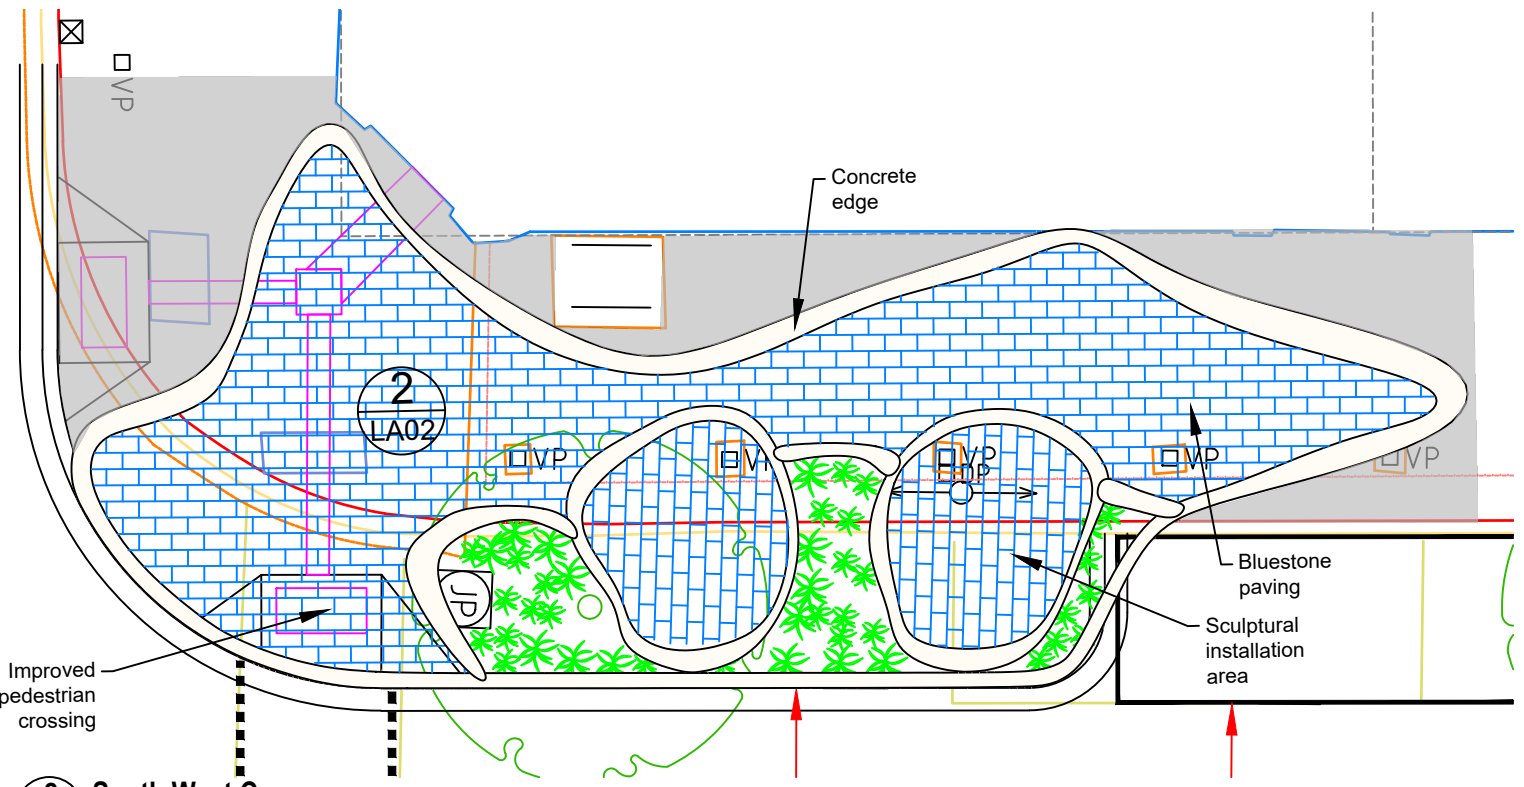 VP
Concrete
edge
2
LA02
VP
VP
VP
VP
VP
JP
Bluestone
paving
Sculptural
installation
area
Improved
pedestrian
crossing